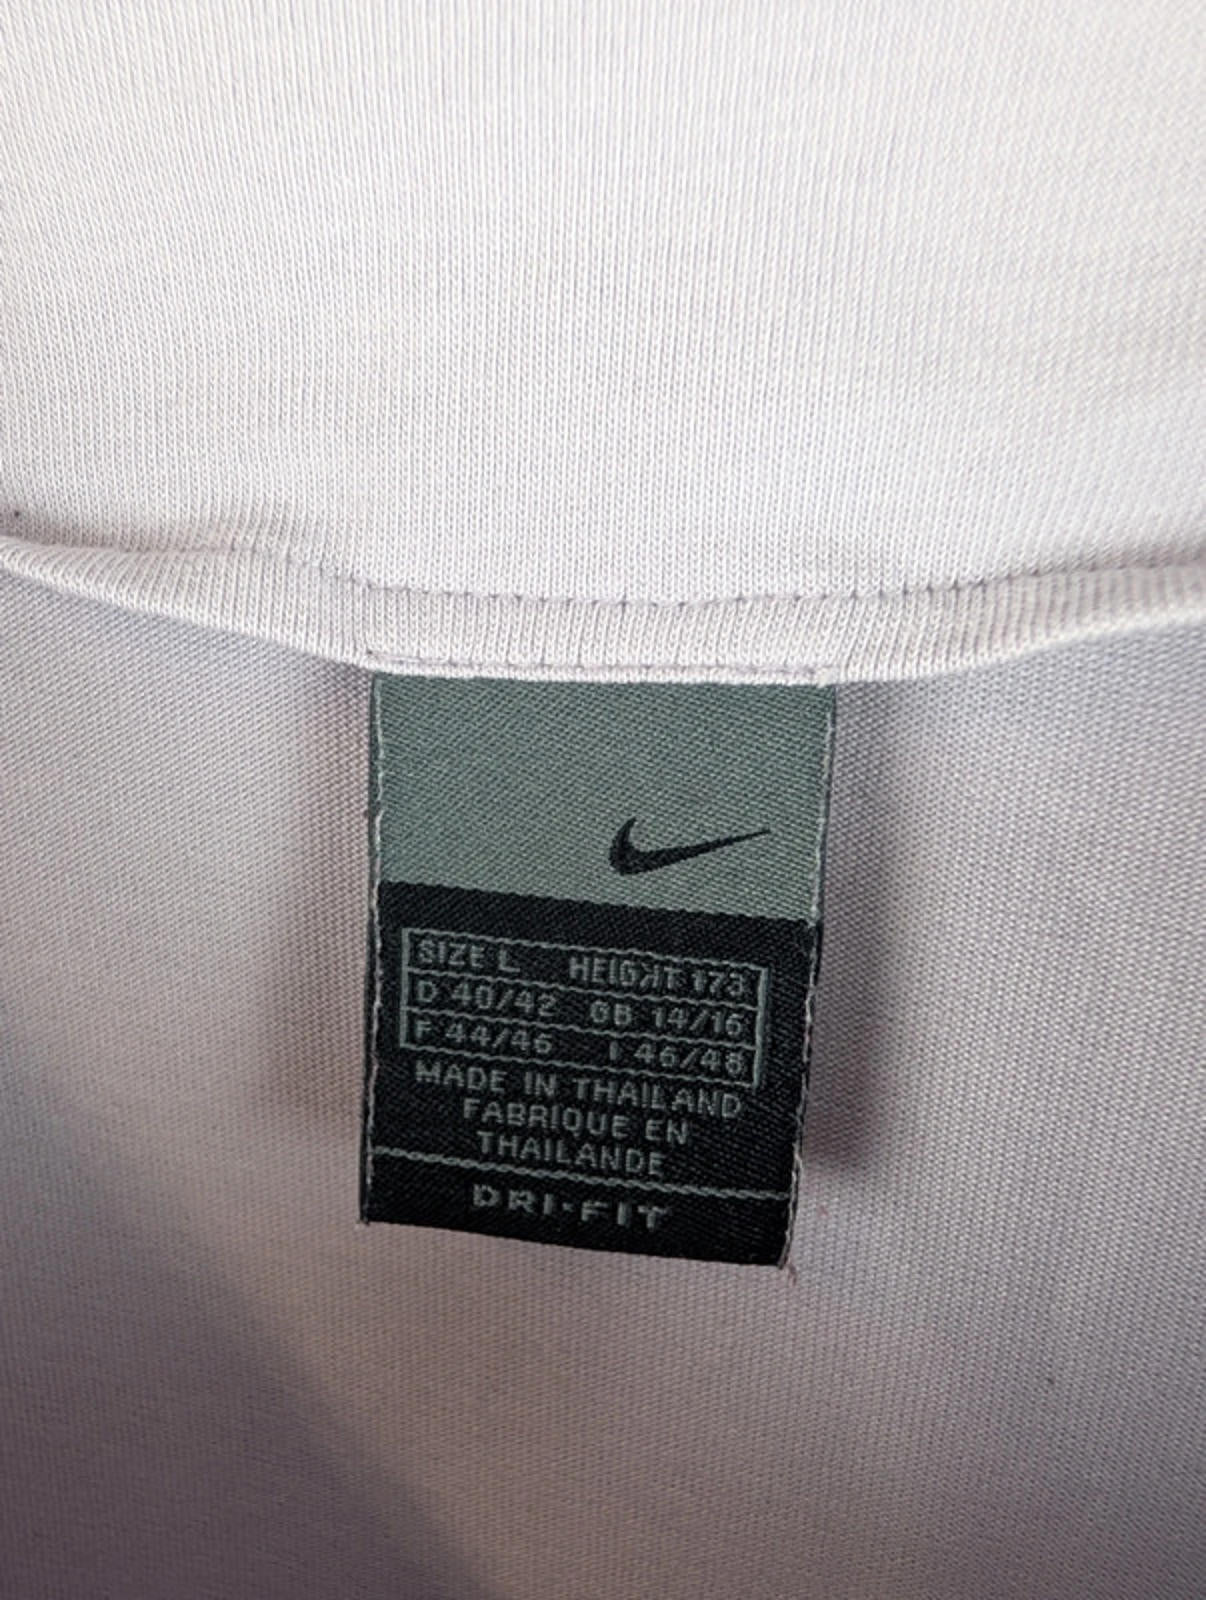 SIZE L HEIGHT 173
D 40/42 GB 14/16
F 44/46 I 46/48
MADE IN THAILAND
FABRIQUE EN
THAILANDE
DRI-FIT